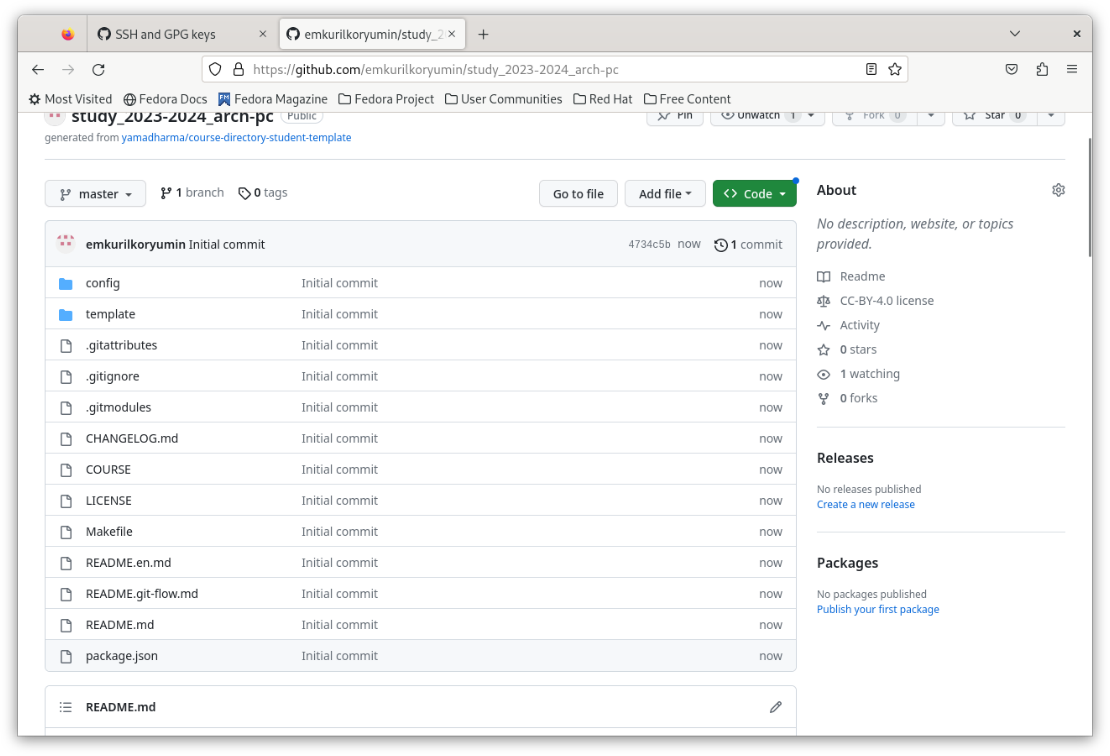 SSH and GPG keys
emkurilkoryumin/study_2
https://github.com/emkurilkoryumin/study_2023-2024_arch-pc
Most Visited Fedora Docs Fedora Magazine Fedora Project User Communities Red Hat Free Content
study_2023-2024_arch-pc Public Pin Unwatch 1 Fork 0 Star 0
generated from yamadharma/course-directory-student-template
master 1 branch 0 tags Go to file Add file Code
emkurilkoryumin Initial commit 4734c5b now 1 commit
config Initial commit now
template Initial commit now
.gitattributes Initial commit now
.gitignore Initial commit now
.gitmodules Initial commit now
CHANGELOG.md Initial commit now
COURSE Initial commit now
LICENSE Initial commit now
Makefile Initial commit now
README.en.md Initial commit now
README.git-flow.md Initial commit now
README.md Initial commit now
package.json Initial commit now
README.md
About
No description, website, or topics
provided.
Readme
CC-BY-4.0 license
Activity
0 stars
1 watching
0 forks
Releases
No releases published
Create a new release
Packages
No packages published
Publish your first package